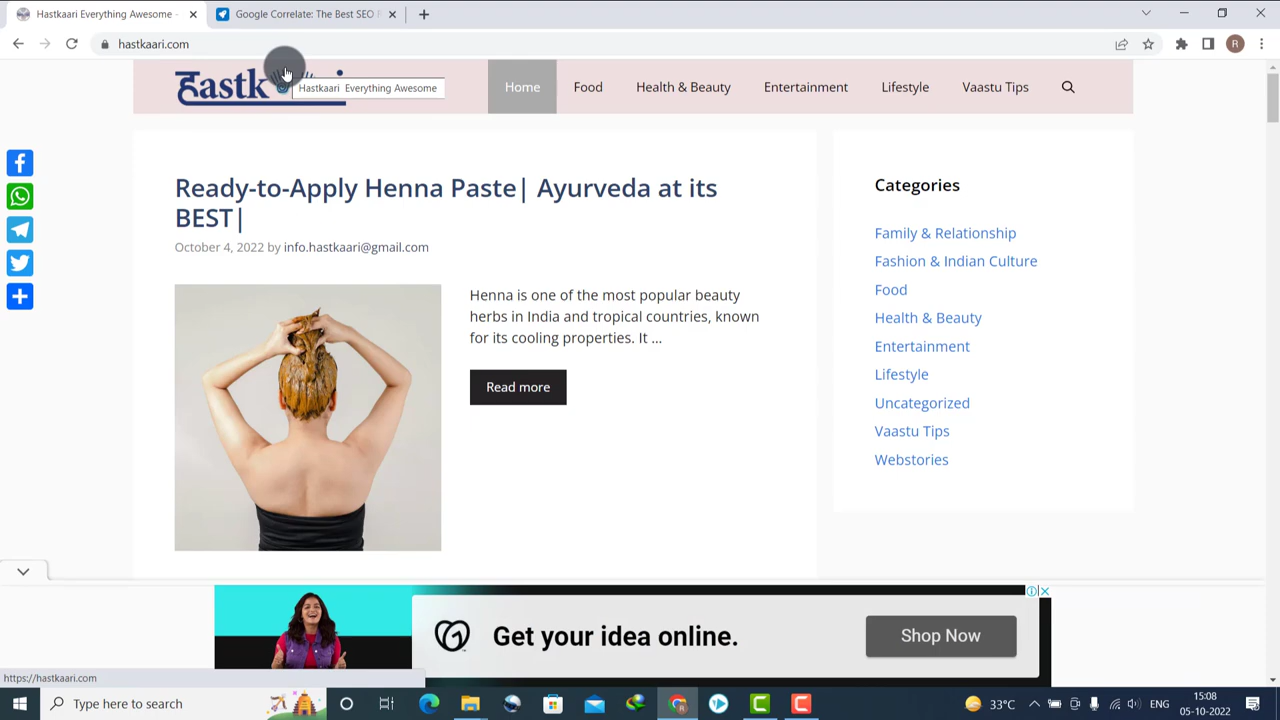 Hastkaari Everything Awesome -
Google Correlate: The Best SEO
hastkaari.com
R
Hastkaari Everything Awesome
Home
Food
Health & Beauty
Entertainment
Lifestyle
Vaastu Tips
Ready-to-Apply Henna Paste| Ayurveda at its
BEST|
October 4, 2022 by info.hastkaari@gmail.com
Henna is one of the most popular beauty
herbs in India and tropical countries, known
for its cooling properties. It ...
Read more
Categories
Family & Relationship
Fashion & Indian Culture
Food
Health & Beauty
Entertainment
Lifestyle
Uncategorized
Vaastu Tips
Webstories
Get your idea online.
Shop Now
https://hastkaari.com
Type here to search
33°C
ENG
15:08
05-10-2022